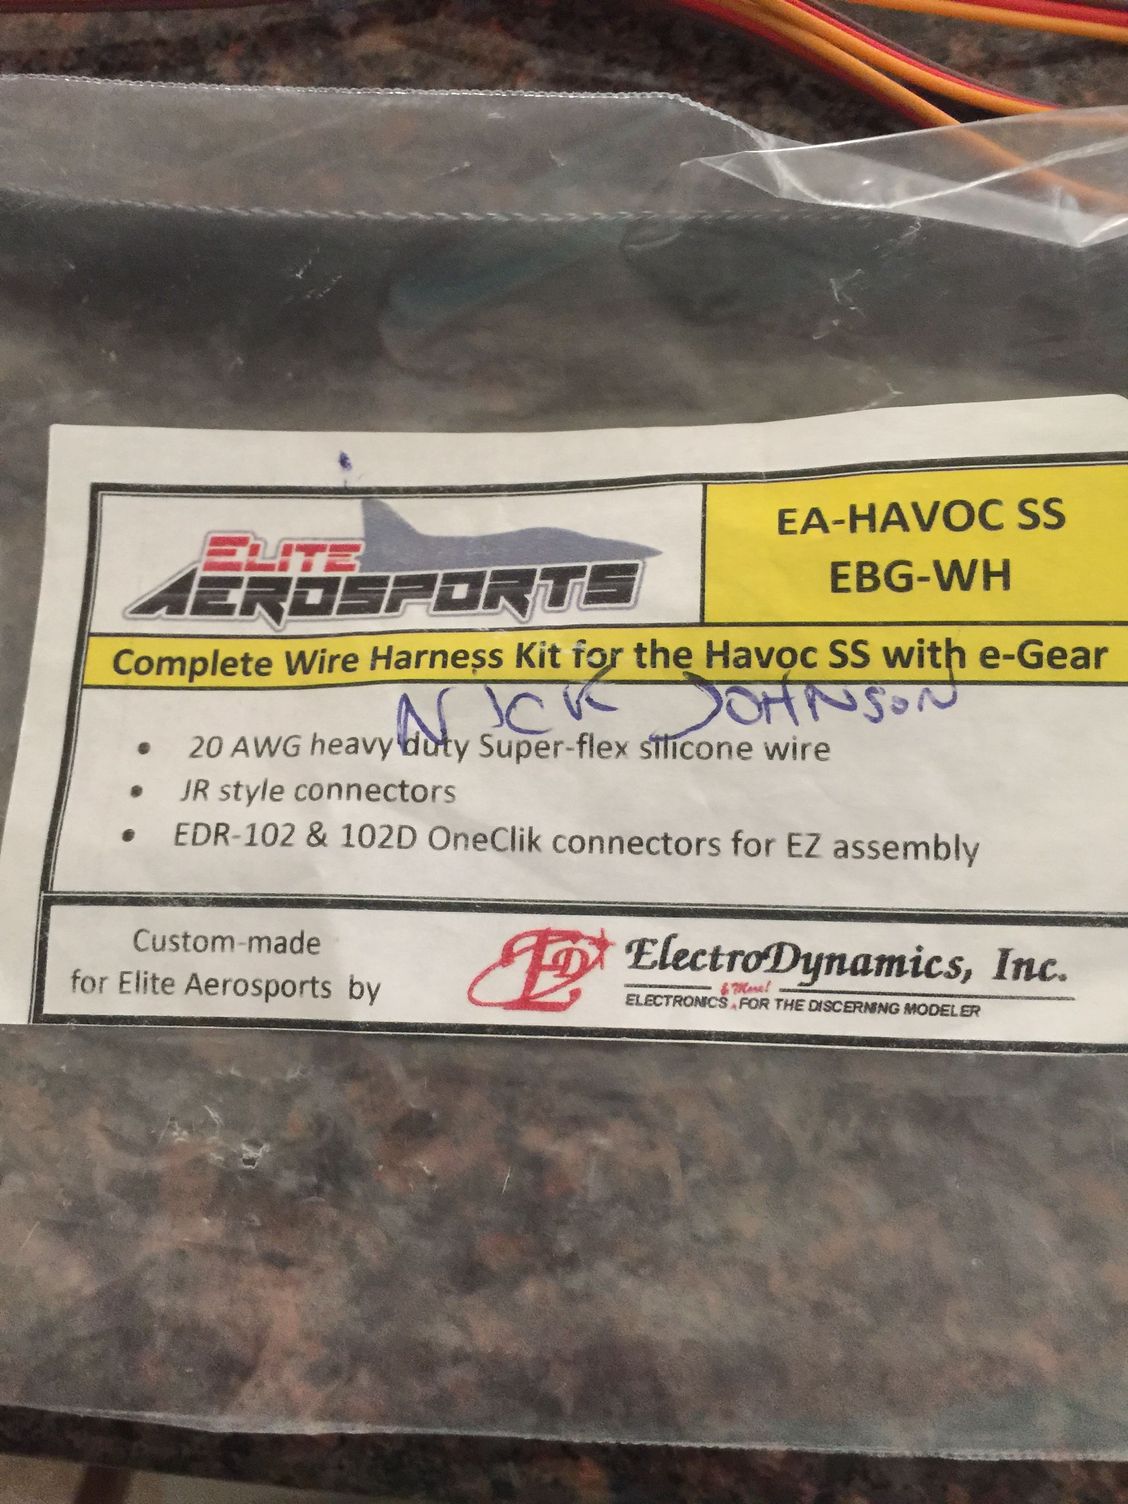 ELITE
AEROSPORTS
EA-HAVOC SS
EBG-WH
Complete Wire Harness Kit for the Havoc SS with e-Gear
NICK JOHNSON
• 20 AWG heavy duty Super-flex silicone wire
• JR style connectors
• EDR-102 & 102D OneClik connectors for EZ assembly
Custom-made
for Elite Aerosports by
ED
ElectroDynamics, Inc.
& More!
ELECTRONICS FOR THE DISCERNING MODELER